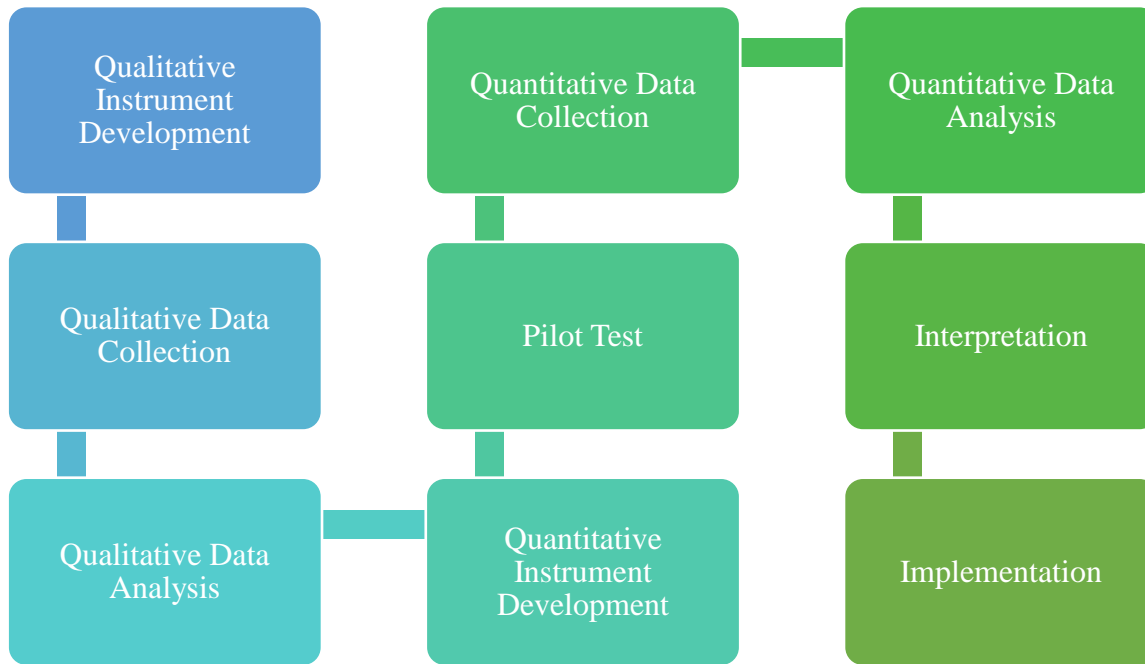 Qualitative
Instrument
Development
Qualitative Data
Collection
Qualitative Data
Analysis
Quantitative
Instrument
Development
Pilot Test
Quantitative Data
Collection
Quantitative Data
Analysis
Interpretation
Implementation